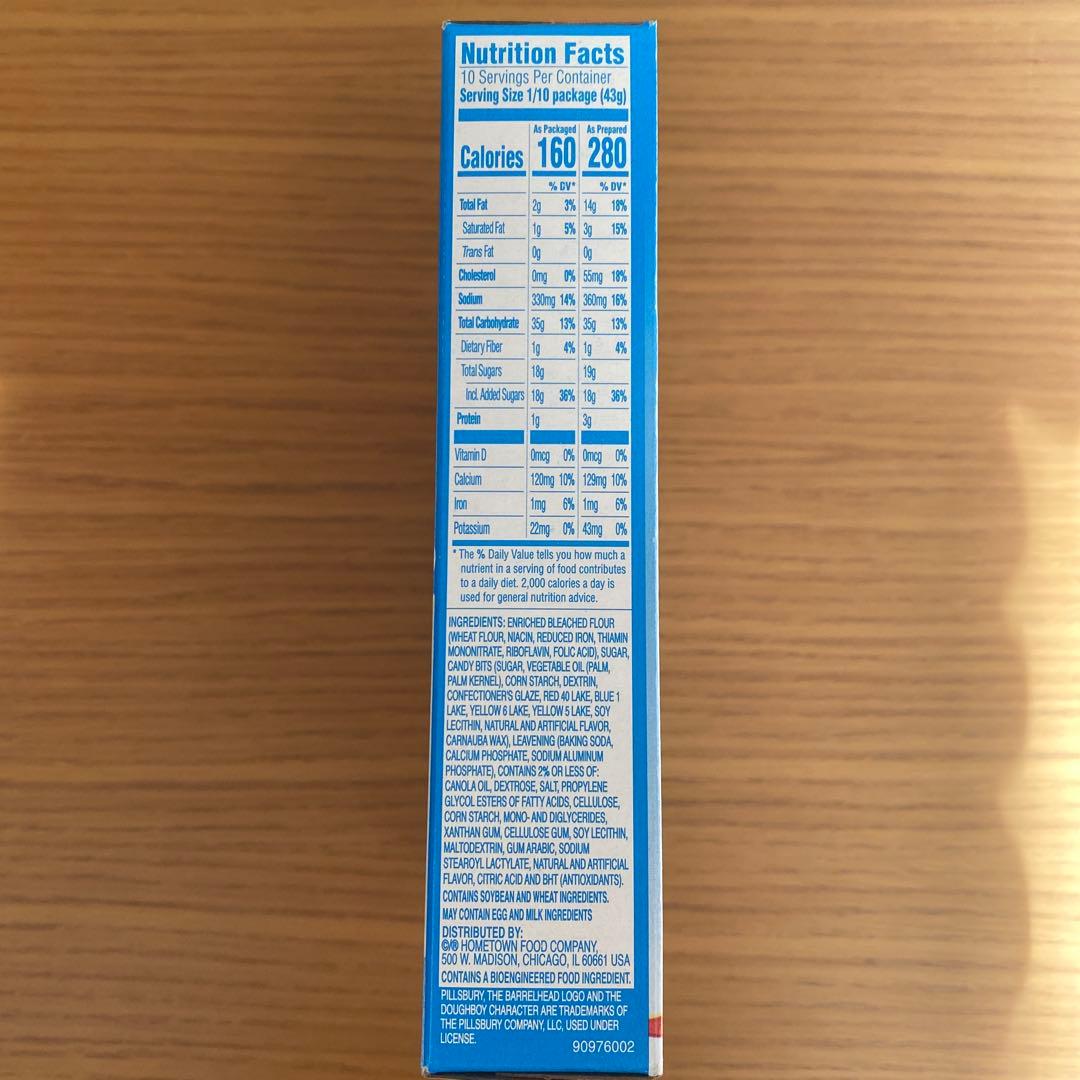 Nutrition Facts
10 Servings Per Container
Serving Size 1/10 package (43g)
As Packaged As Prepared
Calories 160 280
% DV* % DV*
Total Fat 2g 3% 14g 18%
Saturated Fat 1g 5% 3g 15%
Trans Fat 0g 0g
Cholesterol 0mg 0% 55mg 18%
Sodium 330mg 14% 360mg 16%
Total Carbohydrate 35g 13% 35g 13%
Dietary Fiber 1g 4% 1g 4%
Total Sugars 18g 19g
Incl. Added Sugars 18g 36% 18g 36%
Protein 1g 3g
Vitamin D 0mcg 0% 0mcg 0%
Calcium 120mg 10% 129mg 10%
Iron 1mg 6% 1mg 6%
Potassium 22mg 0% 43mg 0%
* The % Daily Value tells you how much a
nutrient in a serving of food contributes
to a daily diet. 2,000 calories a day is
used for general nutrition advice.
INGREDIENTS: ENRICHED BLEACHED FLOUR
(WHEAT FLOUR, NIACIN, REDUCED IRON, THIAMIN
MONONITRATE, RIBOFLAVIN, FOLIC ACID), SUGAR,
CANDY BITS (SUGAR, VEGETABLE OIL (PALM,
PALM KERNEL), CORN STARCH, DEXTRIN,
CONFECTIONER'S GLAZE, RED 40 LAKE, BLUE 1
LAKE, YELLOW 6 LAKE, YELLOW 5 LAKE, SOY
LECITHIN, NATURAL AND ARTIFICIAL FLAVOR,
CARNAUBA WAX), LEAVENING (BAKING SODA,
CALCIUM PHOSPHATE, SODIUM ALUMINUM
PHOSPHATE), CONTAINS 2% OR LESS OF:
CANOLA OIL, DEXTROSE, SALT, PROPYLENE
GLYCOL ESTERS OF FATTY ACIDS, CELLULOSE,
CORN STARCH, MONO- AND DIGLYCERIDES,
XANTHAN GUM, CELLULOSE GUM, SOY LECITHIN,
MALTODEXTRIN, GUM ARABIC, SODIUM
STEAROYL LACTYLATE, NATURAL AND ARTIFICIAL
FLAVOR, CITRIC ACID AND BHT (ANTIOXIDANTS).
CONTAINS SOYBEAN AND WHEAT INGREDIENTS.
MAY CONTAIN EGG AND MILK INGREDIENTS
DISTRIBUTED BY:
©/® HOMETOWN FOOD COMPANY,
500 W. MADISON, CHICAGO, IL 60661 USA
CONTAINS A BIOENGINEERED FOOD INGREDIENT.
PILLSBURY, THE BARRELHEAD LOGO AND THE
DOUGHBOY CHARACTER ARE TRADEMARKS OF
THE PILLSBURY COMPANY, LLC, USED UNDER
LICENSE.
90976002